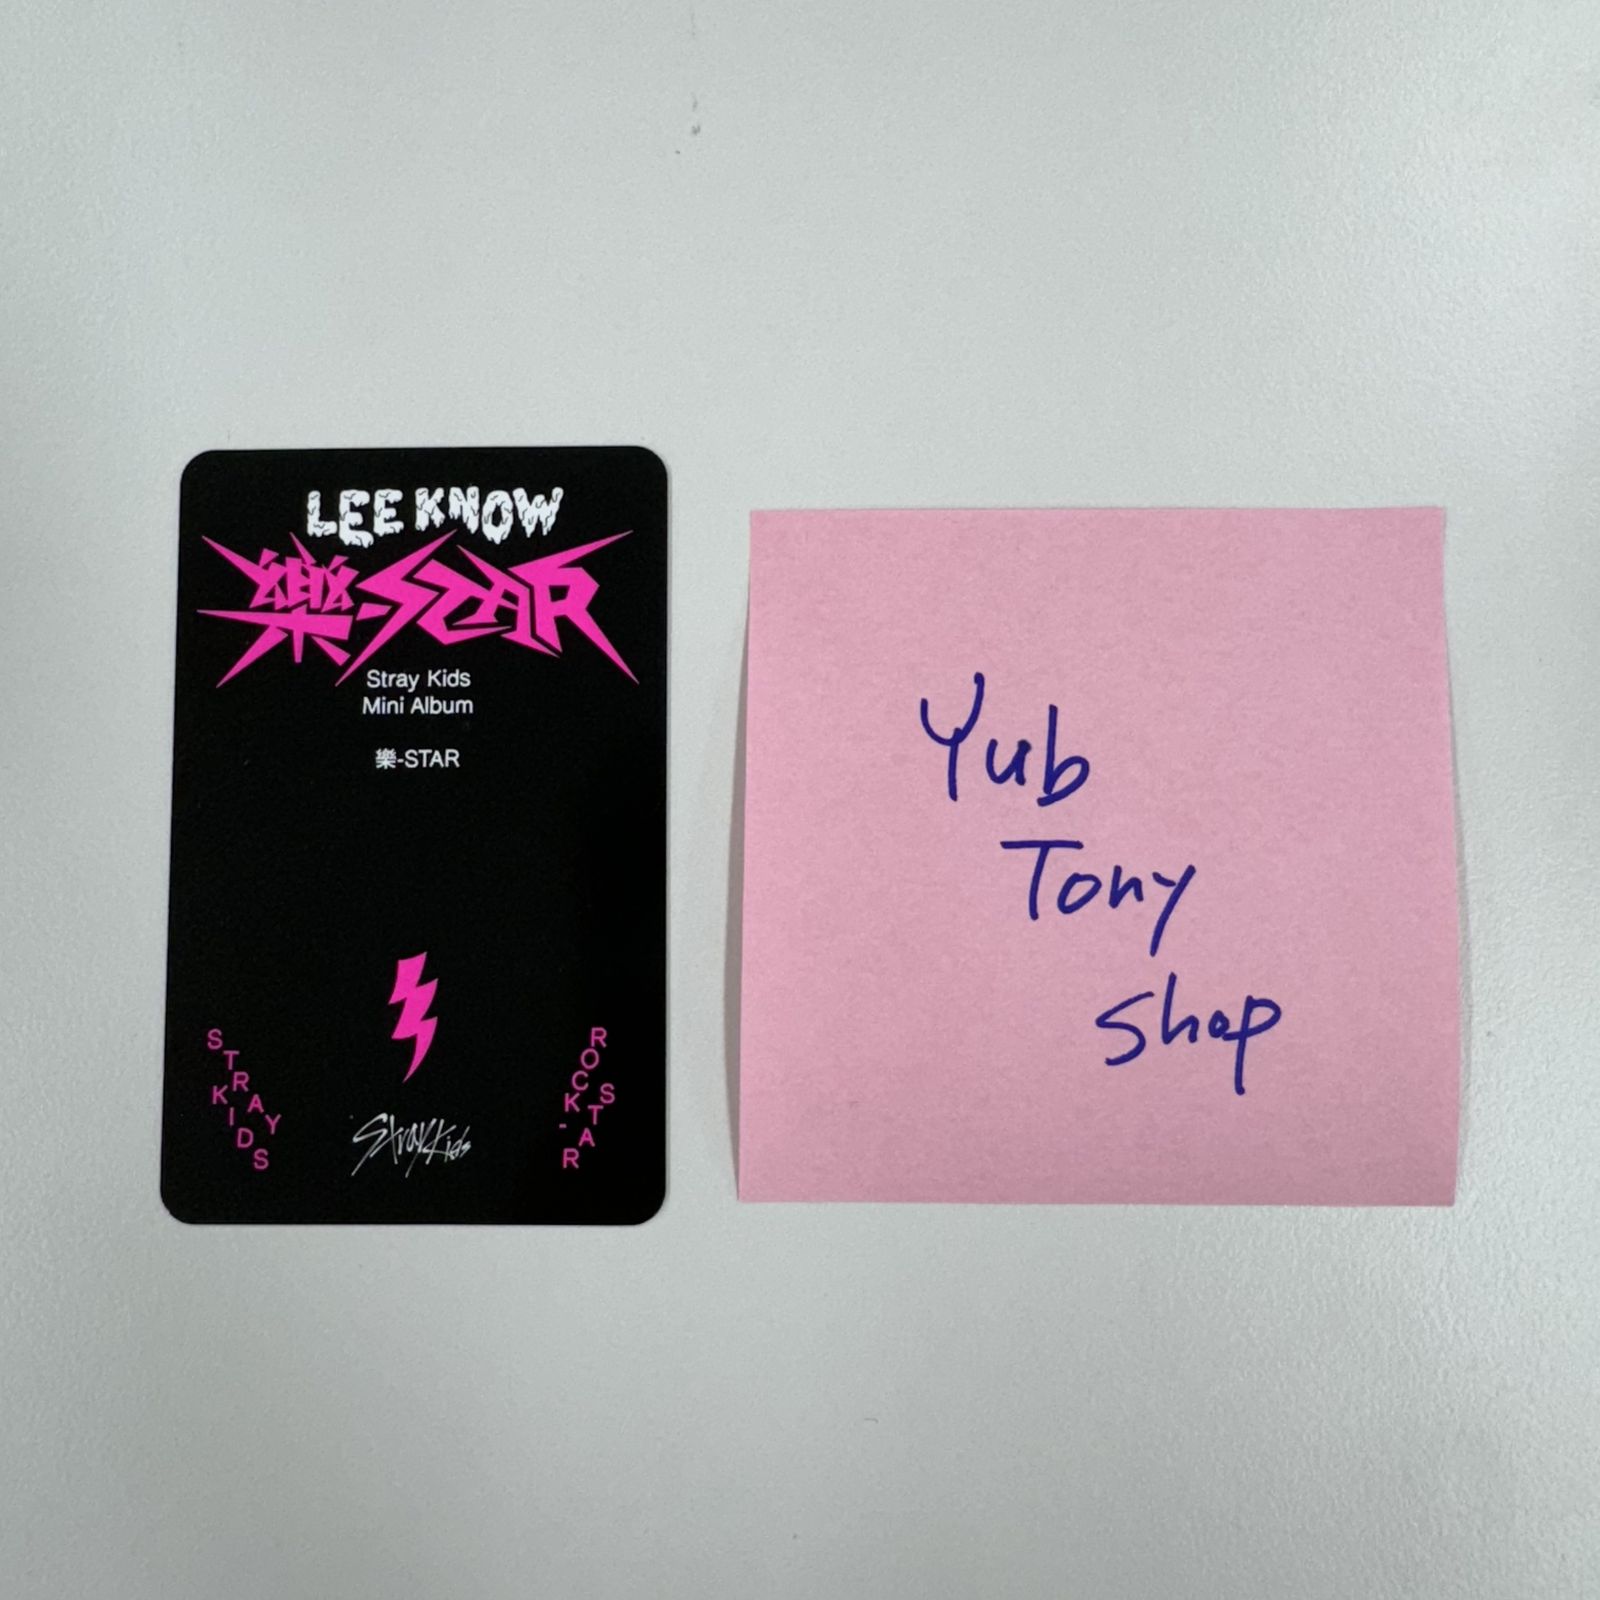 LEE KNOW
樂-STAR
Stray Kids
Mini Album
樂-STAR
STRAY
KIDS
ROCK-
STAR
Stray Kids
Yub
Tony
Shop